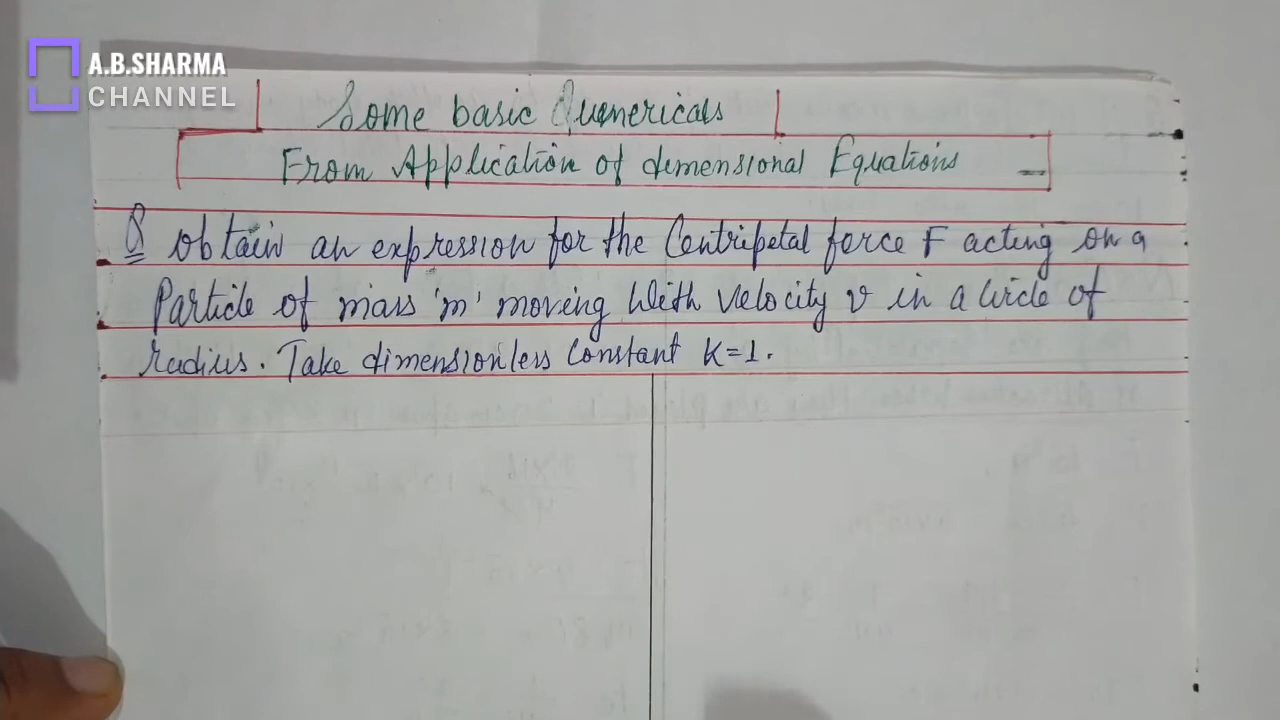 A.B.SHARMA
CHANNEL
Some basic Numericals
From Application of dimensional Equations
Q obtain an expression for the Centripetal force F acting on a
Particle of mass 'm' moving With velocity v in a Circle of
radius. Take dimensionless Constant K=1.